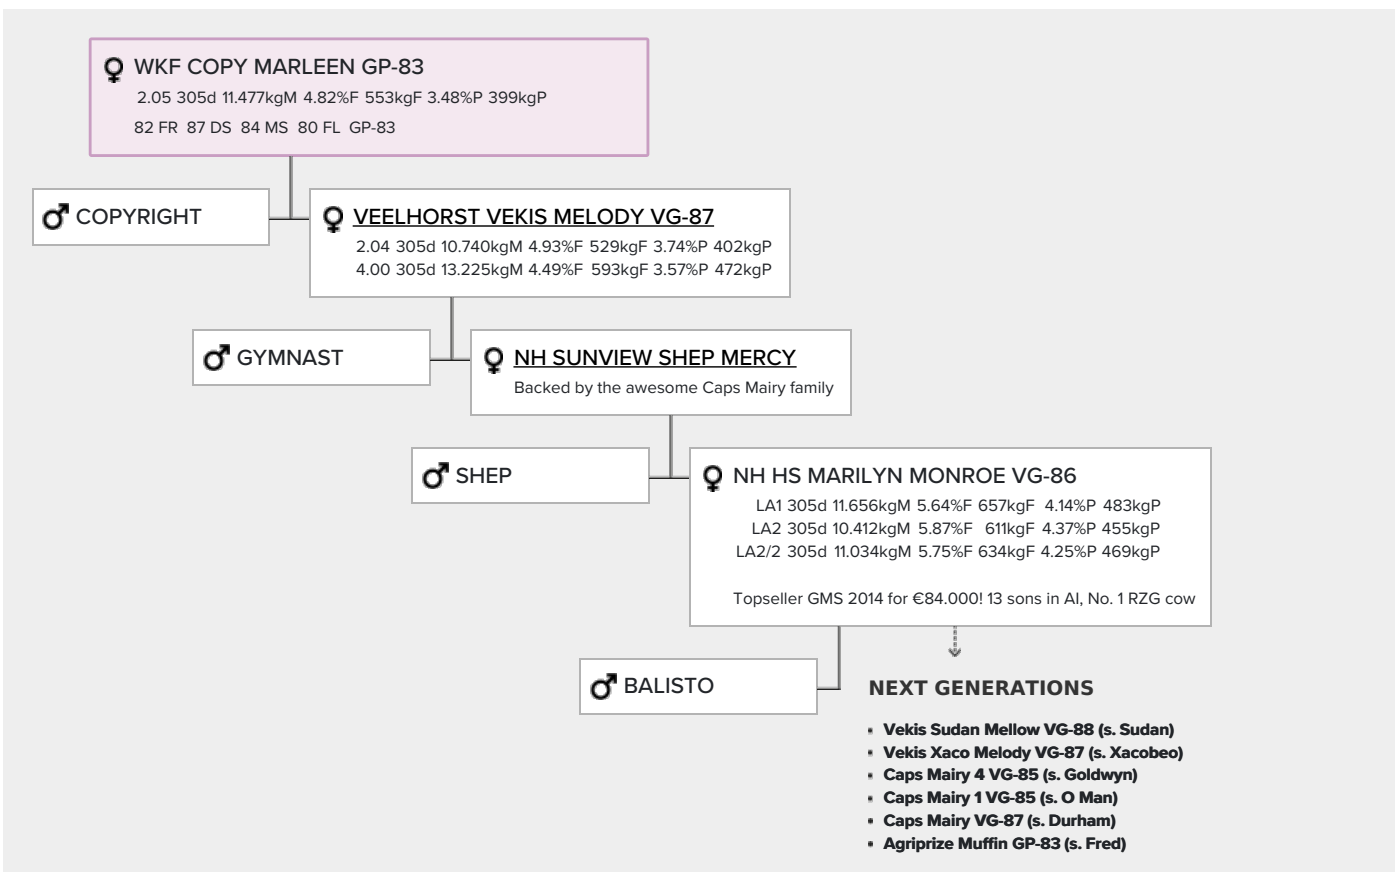 WKF COPY MARLEEN GP-83
2.05 305d 11.477kgM 4.82%F 553kgF 3.48%P 399kgP
82 FR 87 DS 84 MS 80 FL GP-83
COPYRIGHT
VEELHORST VEKIS MELODY VG-87
2.04 305d 10.740kgM 4.93%F 529kgF 3.74%P 402kgP
4.00 305d 13.225kgM 4.49%F 593kgF 3.57%P 472kgP
GYMNAST
NH SUNVIEW SHEP MERCY
Backed by the awesome Caps Mairy family
SHEP
NH HS MARILYN MONROE VG-86
LA1 305d 11.656kgM 5.64%F 657kgF 4.14%P 483kgP
LA2 305d 10.412kgM 5.87%F 611kgF 4.37%P 455kgP
LA2/2 305d 11.034kgM 5.75%F 634kgF 4.25%P 469kgP
Topseller GMS 2014 for €84.000! 13 sons in AI, No. 1 RZG cow
BALISTO
NEXT GENERATIONS
Vekis Sudan Mellow VG-88 (s. Sudan)
Vekis Xaco Melody VG-87 (s. Xacobeo)
Caps Mairy 4 VG-85 (s. Goldwyn)
Caps Mairy 1 VG-85 (s. O Man)
Caps Mairy VG-87 (s. Durham)
Agriprize Muffin GP-83 (s. Fred)